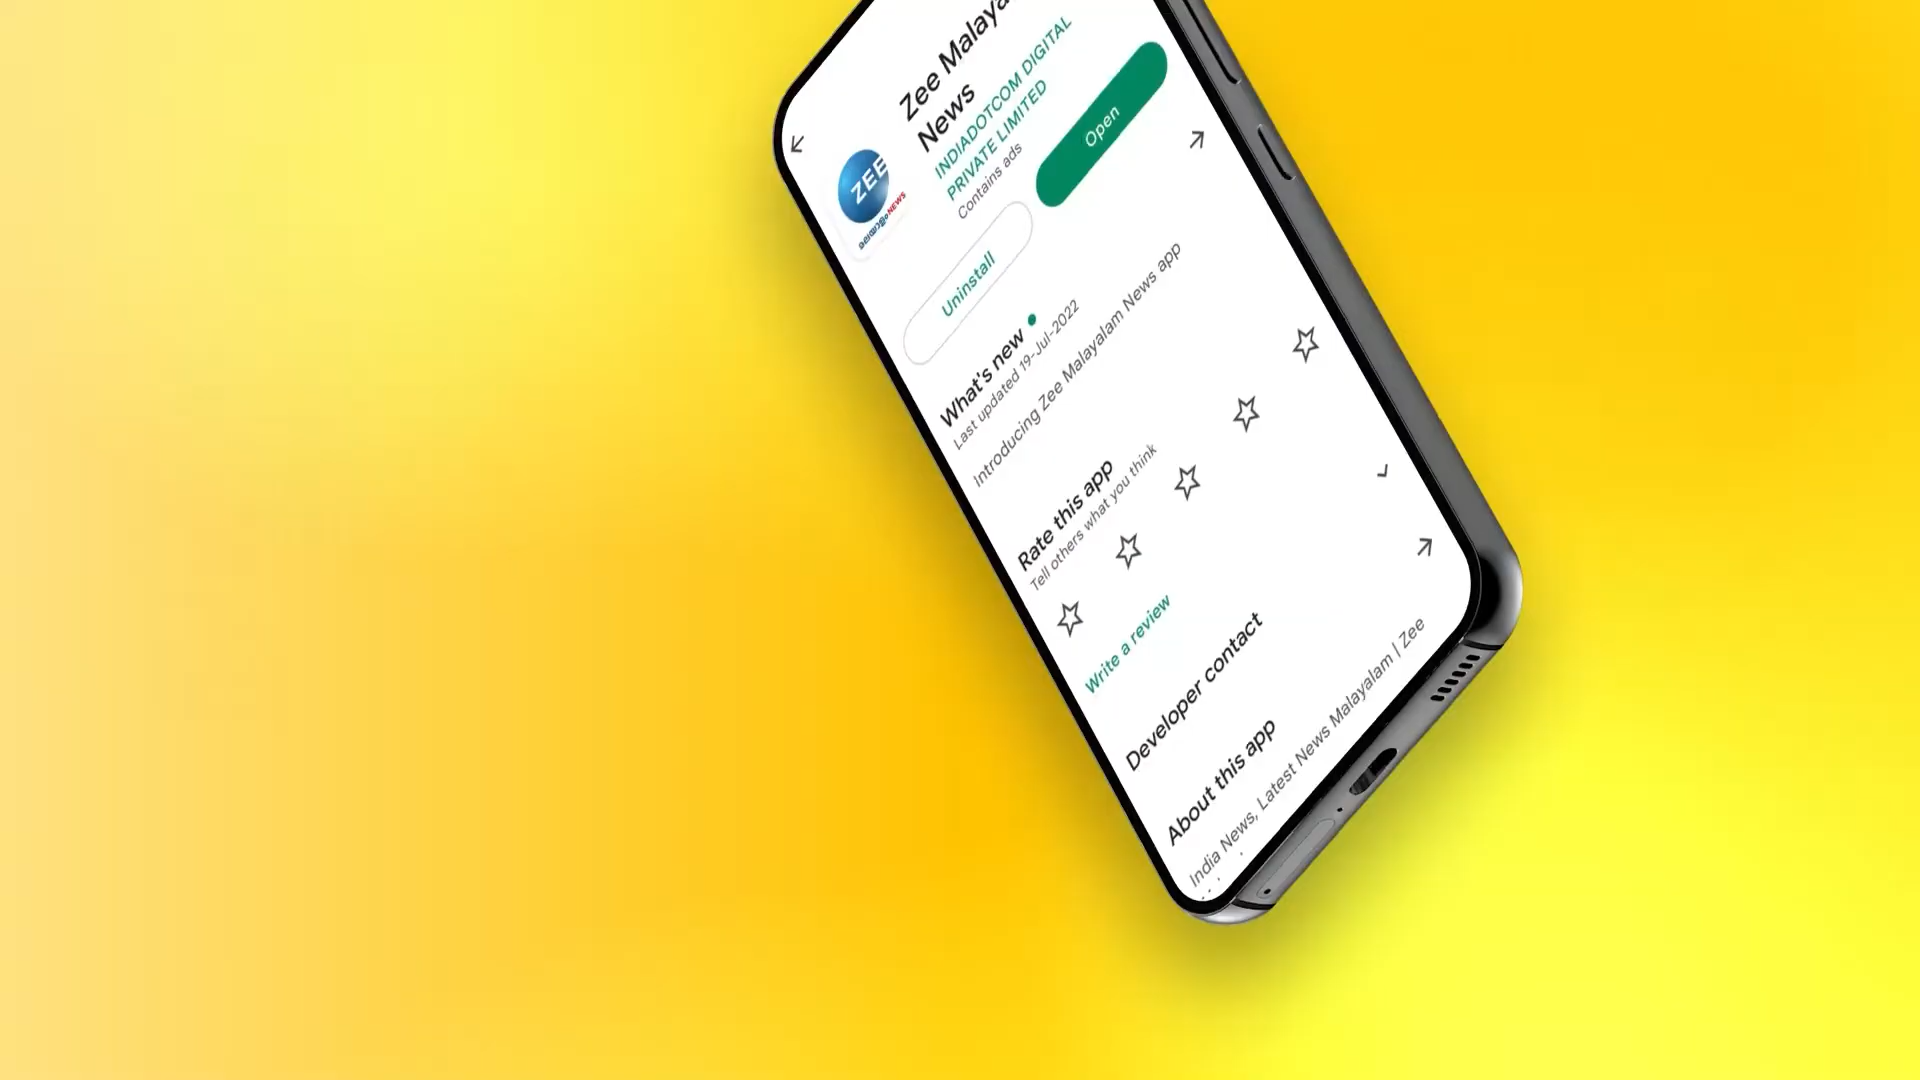 Zee Malaya
News
INDIADOTCOM DIGITAL
PRIVATE LIMITED
Contains ads
ZEE
മലയാളം NEWS
Uninstall
Open
What's new
Last updated 19-Jul-2022
Introducing Zee Malayalam News app
Rate this app
Tell others what you think
Write a review
Developer contact
About this app
India News, Latest News Malayalam | Zee